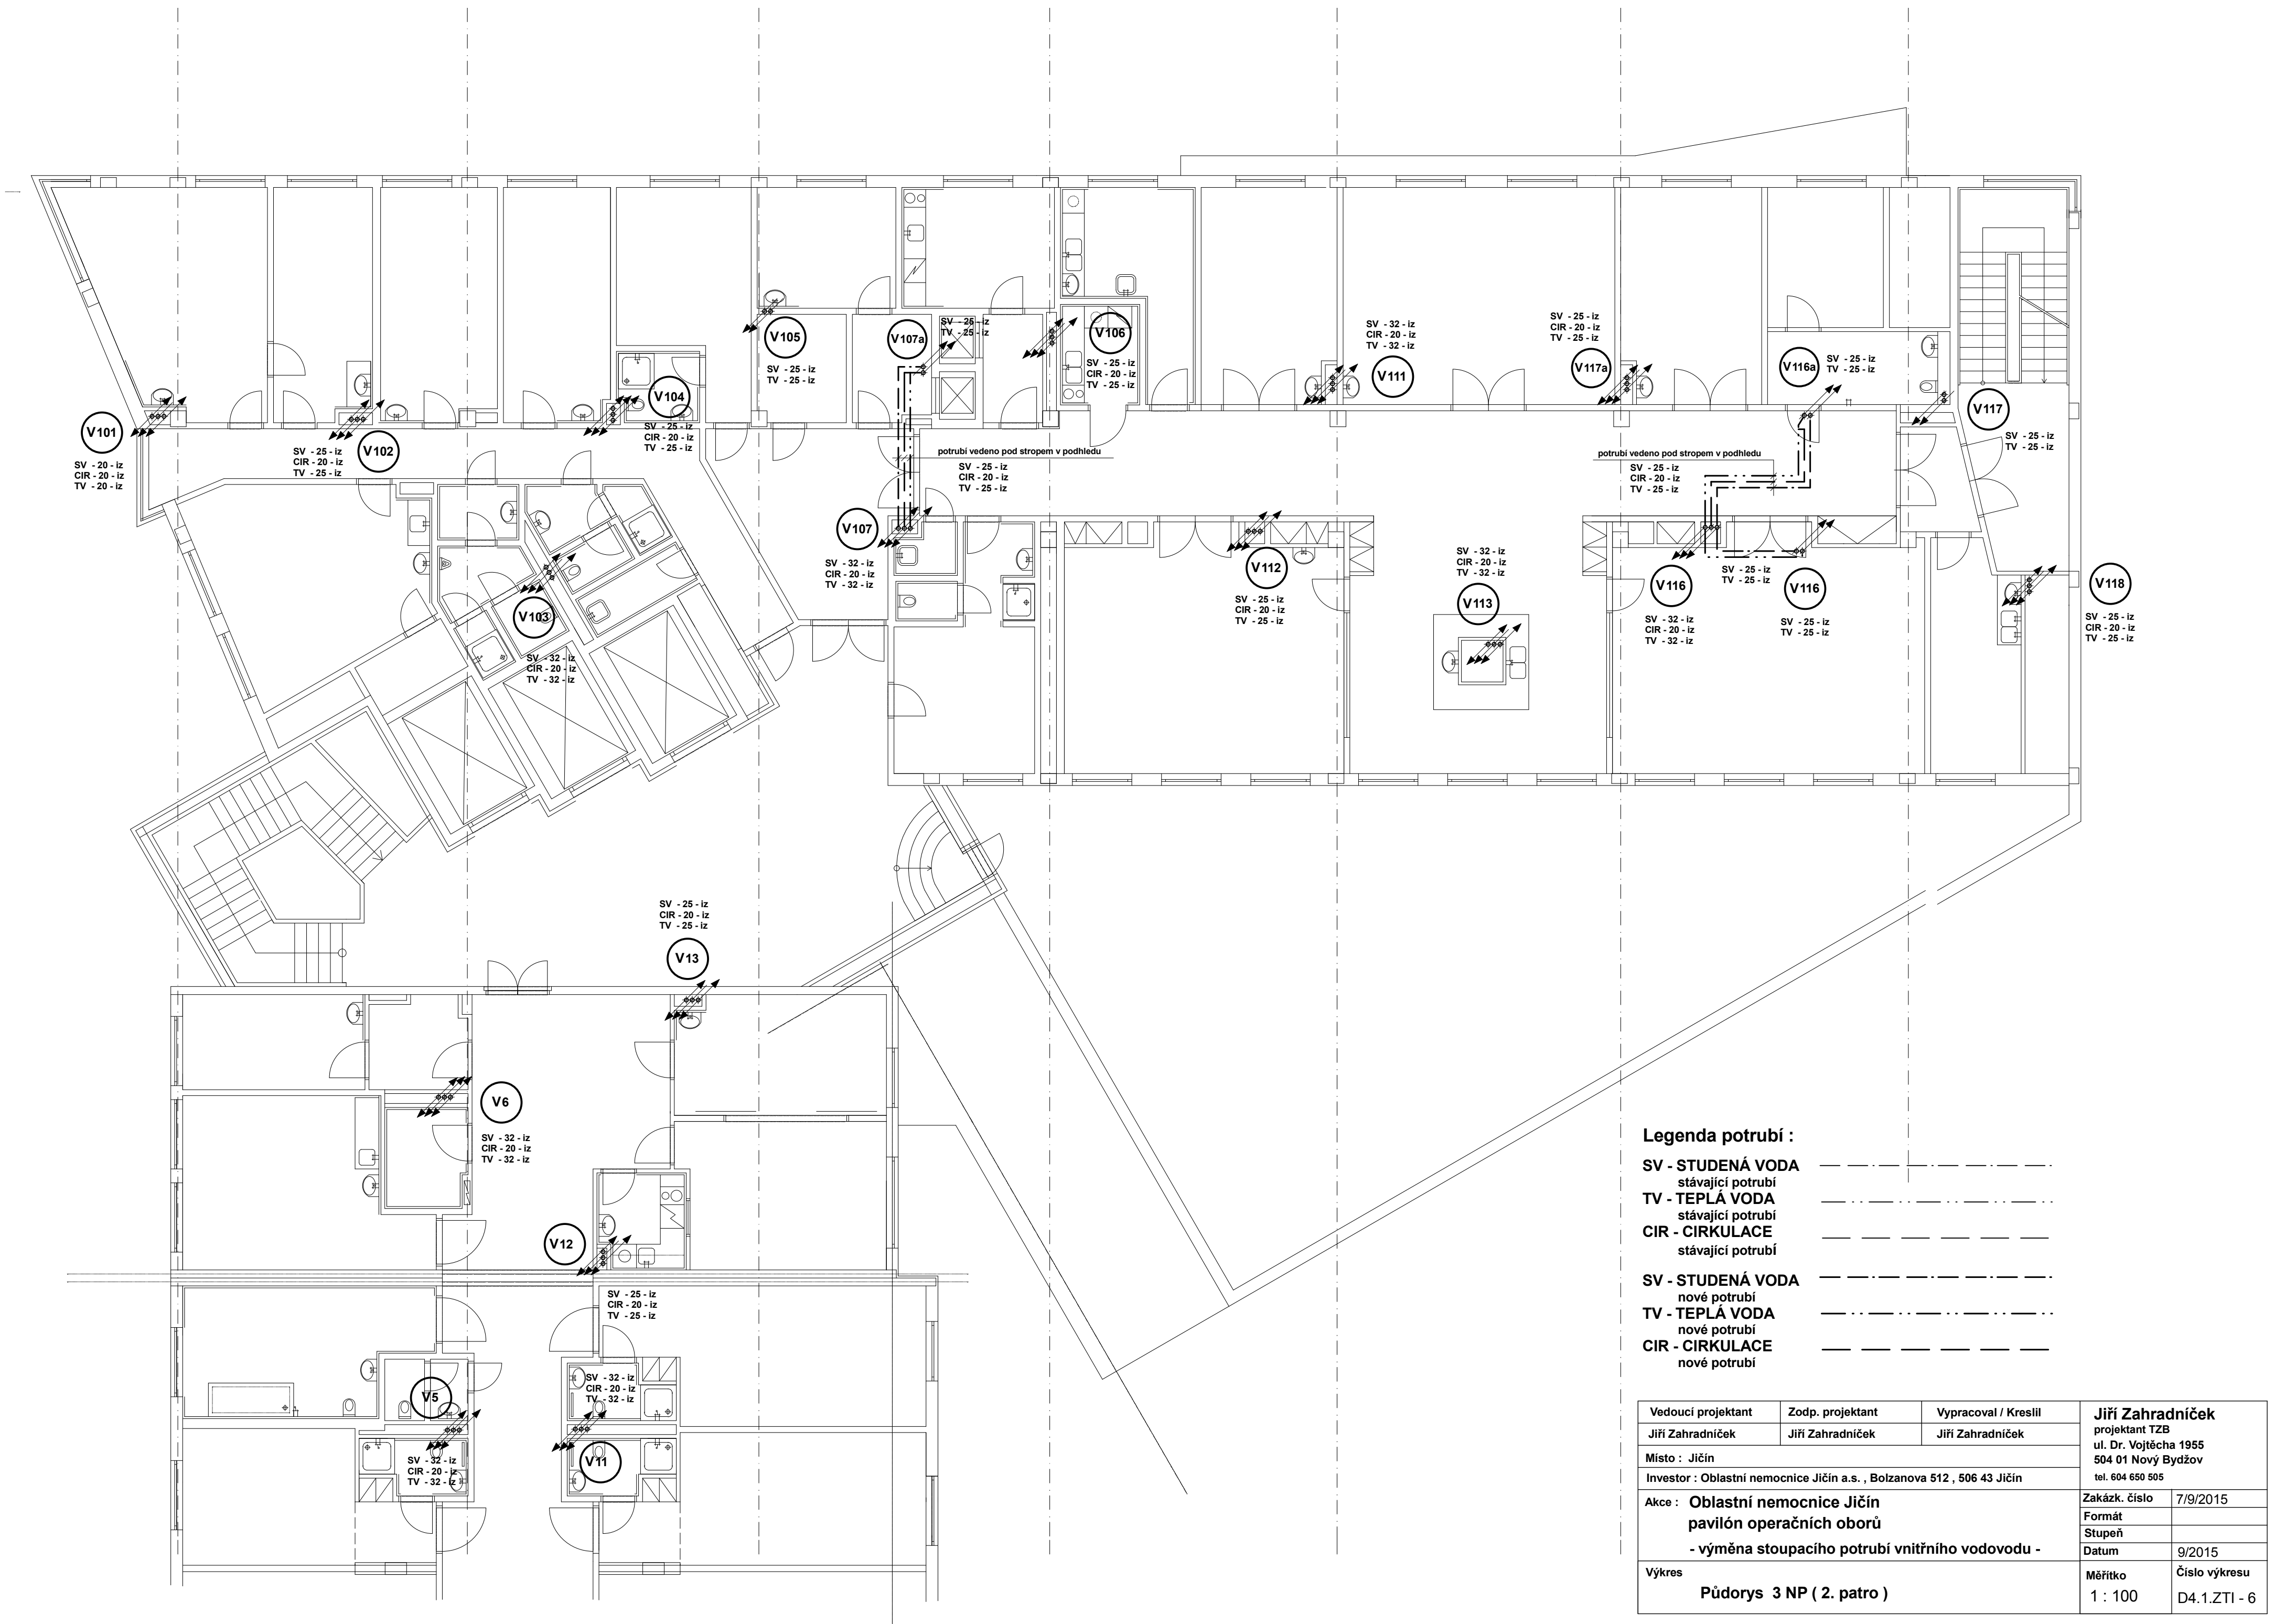 V101
SV - 20 - iz
CIR - 20 - iz
TV - 20 - iz
SV - 25 - iz
CIR - 20 - iz
TV - 25 - iz
V102
V104
SV - 25 - iz
CIR - 20 - iz
TV - 25 - iz
V105
SV - 25 - iz
TV - 25 - iz
V107a
SV - 25 - iz
TV - 25 - iz
V106
SV - 25 - iz
CIR - 20 - iz
TV - 25 - iz
SV - 32 - iz
CIR - 20 - iz
TV - 32 - iz
V111
SV - 25 - iz
CIR - 20 - iz
TV - 25 - iz
V117a
V116a
SV - 25 - iz
TV - 25 - iz
V117
SV - 25 - iz
TV - 25 - iz
potrubí vedeno pod stropem v podhledu
SV - 25 - iz
CIR - 20 - iz
TV - 25 - iz
potrubí vedeno pod stropem v podhledu
SV - 25 - iz
CIR - 20 - iz
TV - 25 - iz
V103
SV - 32 - iz
CIR - 20 - iz
TV - 32 - iz
V107
SV - 32 - iz
CIR - 20 - iz
TV - 32 - iz
V112
SV - 25 - iz
CIR - 20 - iz
TV - 25 - iz
SV - 32 - iz
CIR - 20 - iz
TV - 32 - iz
V113
V116
SV - 32 - iz
CIR - 20 - iz
TV - 32 - iz
SV - 25 - iz
TV - 25 - iz
V116
SV - 25 - iz
TV - 25 - iz
V118
SV - 25 - iz
CIR - 20 - iz
TV - 25 - iz
SV - 25 - iz
CIR - 20 - iz
TV - 25 - iz
V13
V6
SV - 32 - iz
CIR - 20 - iz
TV - 32 - iz
V12
SV - 25 - iz
CIR - 20 - iz
TV - 25 - iz
V5
SV - 32 - iz
CIR - 20 - iz
TV - 32 - iz
SV - 32 - iz
CIR - 20 - iz
TV - 32 - iz
V11
Legenda potrubí :
SV - STUDENÁ VODA
stávající potrubí
TV - TEPLÁ VODA
stávající potrubí
CIR - CIRKULACE
stávající potrubí
SV - STUDENÁ VODA
nové potrubí
TV - TEPLÁ VODA
nové potrubí
CIR - CIRKULACE
nové potrubí
Vedoucí projektant Zodp. projektant Vypracoval / Kreslil
Jiří Zahradníček Jiří Zahradníček Jiří Zahradníček
Místo : Jičín
Investor : Oblastní nemocnice Jičín a.s. , Bolzanova 512 , 506 43 Jičín
Akce : Oblastní nemocnice Jičín
pavilón operačních oborů
- výměna stoupacího potrubí vnitřního vodovodu -
Výkres
Půdorys 3 NP ( 2. patro )
Jiří Zahradníček
projektant TZB
ul. Dr. Vojtěcha 1955
504 01 Nový Bydžov
tel. 604 650 505
Zakázk. číslo 7/9/2015
Formát
Stupeň
Datum 9/2015
Měřítko Číslo výkresu
1 : 100 D4.1.ZTI - 6